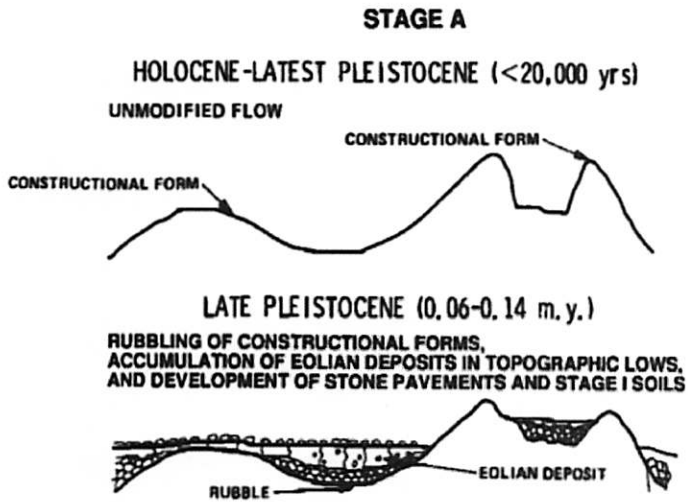 STAGE A
HOLOCENE-LATEST PLEISTOCENE (<20,000 yrs)
UNMODIFIED FLOW
CONSTRUCTIONAL FORM
CONSTRUCTIONAL FORM
LATE PLEISTOCENE (0.06-0.14 m.y.)
RUBBLING OF CONSTRUCTIONAL FORMS,
ACCUMULATION OF EOLIAN DEPOSITS IN TOPOGRAPHIC LOWS,
AND DEVELOPMENT OF STONE PAVEMENTS AND STAGE I SOILS
EOLIAN DEPOSIT
RUBBLE